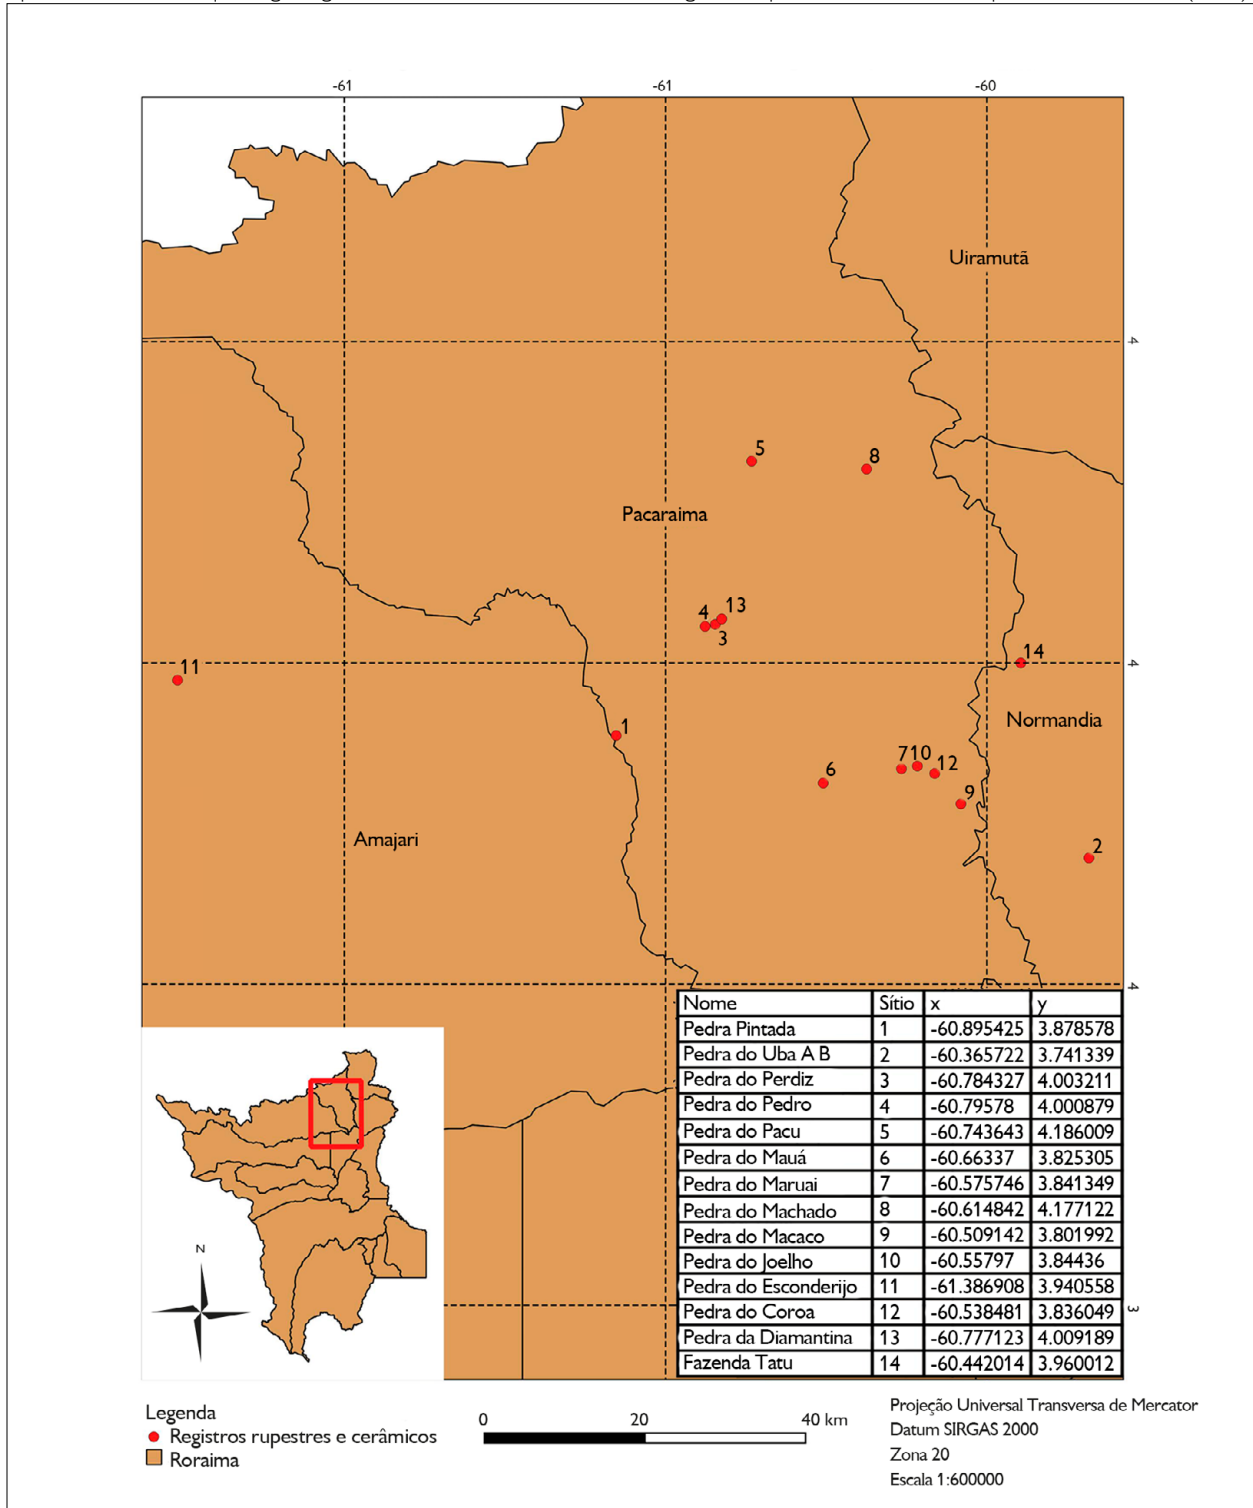 -61 -61 -60
Uiramutã
4
5 8
Pacaraima
4 13
3
11 14
4
Normandia
1
6 7 10 12
9
Amajari
2
4
Nome Sítio x y
Pedra Pintada 1 -60.895425 3.878578
Pedra do Uba A B 2 -60.365722 3.741339
Pedra do Perdiz 3 -60.784327 4.003211
Pedra do Pedro 4 -60.79578 4.000879
Pedra do Pacu 5 -60.743643 4.186009
Pedra do Mauá 6 -60.66337 3.825305
Pedra do Maruai 7 -60.575746 3.841349
Pedra do Machado 8 -60.614842 4.177122
Pedra do Macaco 9 -60.509142 3.801992
Pedra do Joelho 10 -60.55797 3.84436
Pedra do Esconderijo 11 -61.386908 3.940558
Pedra do Coroa 12 -60.538481 3.836049
Pedra da Diamantina 13 -60.777123 4.009189
Fazenda Tatu 14 -60.442014 3.960012
N
3
Legenda
Registros rupestres e cerâmicos
Roraima
0 20 40 km
Projeção Universal Transversa de Mercator
Datum SIRGAS 2000
Zona 20
Escala 1:600000